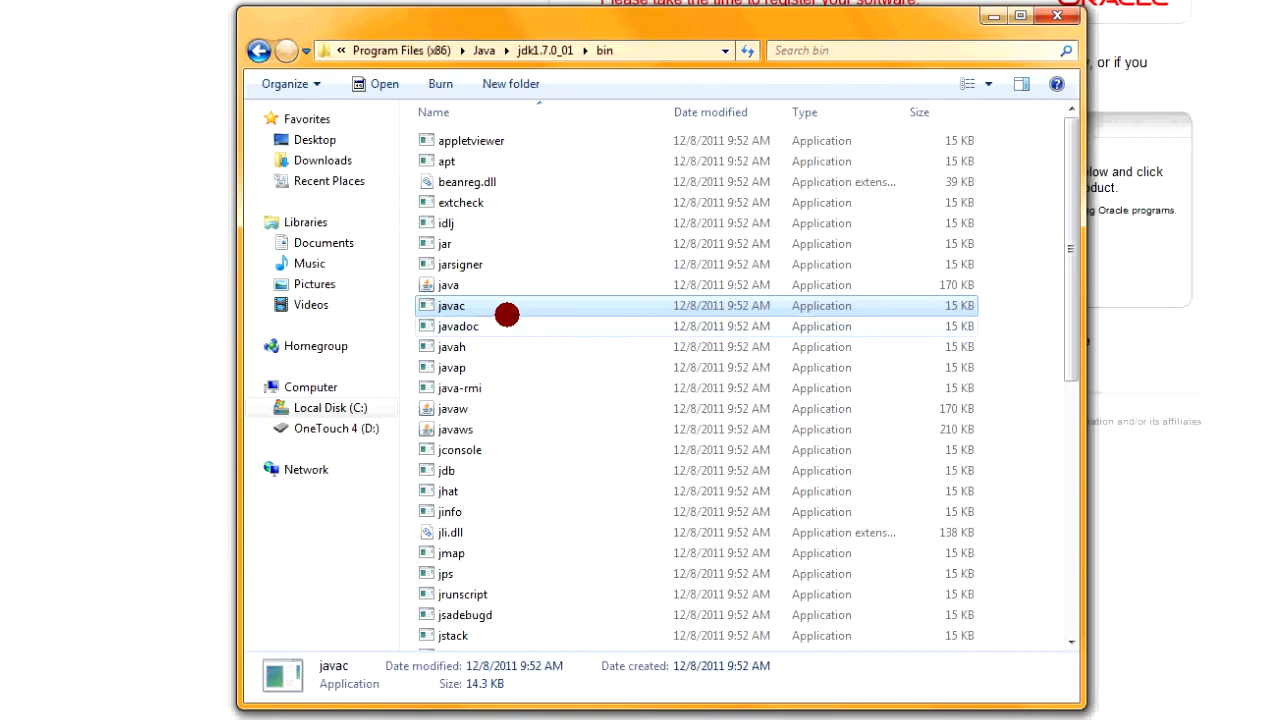 Please take the time to register your software.
ORACLE
« Program Files (x86) ▸ Java ▸ jdk1.7.0_01 ▸ bin
Search bin
, or if you
Organize Open Burn New folder
Name Date modified Type Size
Favorites
Desktop
Downloads
Recent Places
Libraries
Documents
Music
Pictures
Videos
Homegroup
Computer
Local Disk (C:)
OneTouch 4 (D:)
Network
appletviewer 12/8/2011 9:52 AM Application 15 KB
apt 12/8/2011 9:52 AM Application 15 KB
beanreg.dll 12/8/2011 9:52 AM Application extens... 39 KB
extcheck 12/8/2011 9:52 AM Application 15 KB
idlj 12/8/2011 9:52 AM Application 15 KB
jar 12/8/2011 9:52 AM Application 15 KB
jarsigner 12/8/2011 9:52 AM Application 15 KB
java 12/8/2011 9:52 AM Application 170 KB
javac 12/8/2011 9:52 AM Application 15 KB
javadoc 12/8/2011 9:52 AM Application 15 KB
javah 12/8/2011 9:52 AM Application 15 KB
javap 12/8/2011 9:52 AM Application 15 KB
java-rmi 12/8/2011 9:52 AM Application 15 KB
javaw 12/8/2011 9:52 AM Application 170 KB
javaws 12/8/2011 9:52 AM Application 210 KB
jconsole 12/8/2011 9:52 AM Application 15 KB
jdb 12/8/2011 9:52 AM Application 15 KB
jhat 12/8/2011 9:52 AM Application 15 KB
jinfo 12/8/2011 9:52 AM Application 15 KB
jli.dll 12/8/2011 9:52 AM Application extens... 138 KB
jmap 12/8/2011 9:52 AM Application 15 KB
jps 12/8/2011 9:52 AM Application 15 KB
jrunscript 12/8/2011 9:52 AM Application 15 KB
jsadebugd 12/8/2011 9:52 AM Application 15 KB
jstack 12/8/2011 9:52 AM Application 15 KB
low and click
duct.
g Oracle programs.
ration and/or its affiliates
javac Date modified: 12/8/2011 9:52 AM Date created: 12/8/2011 9:52 AM
Application Size: 14.3 KB